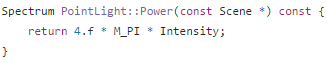 Spectrum PointLight::Power(const Scene *) const {
    return 4.f * M_PI * Intensity;
}